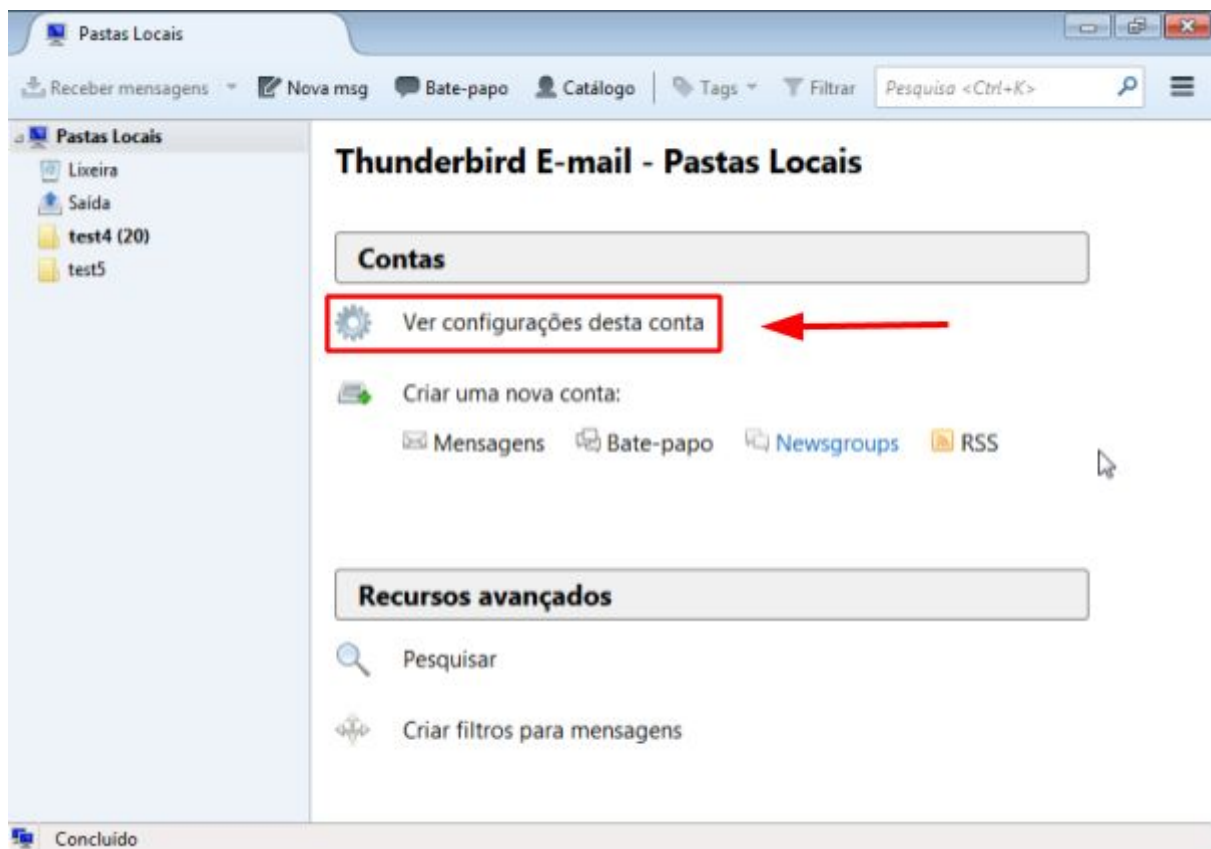 Pastas Locais
Receber mensagens Nova msg Bate-papo Catálogo Tags Filtrar Pesquisa <Ctrl+K>
Pastas Locais
Lixeira
Saída
test4 (20)
test5
Thunderbird E-mail - Pastas Locais
Contas
Ver configurações desta conta
Criar uma nova conta:
Mensagens Bate-papo Newsgroups RSS
Recursos avançados
Pesquisar
Criar filtros para mensagens
Concluído